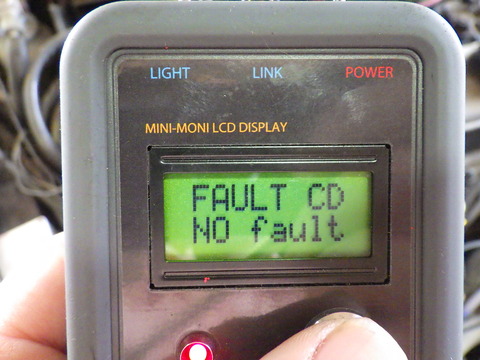 LIGHT LINK POWER
MINI-MONI LCD DISPLAY
FAULT CD
NO fault